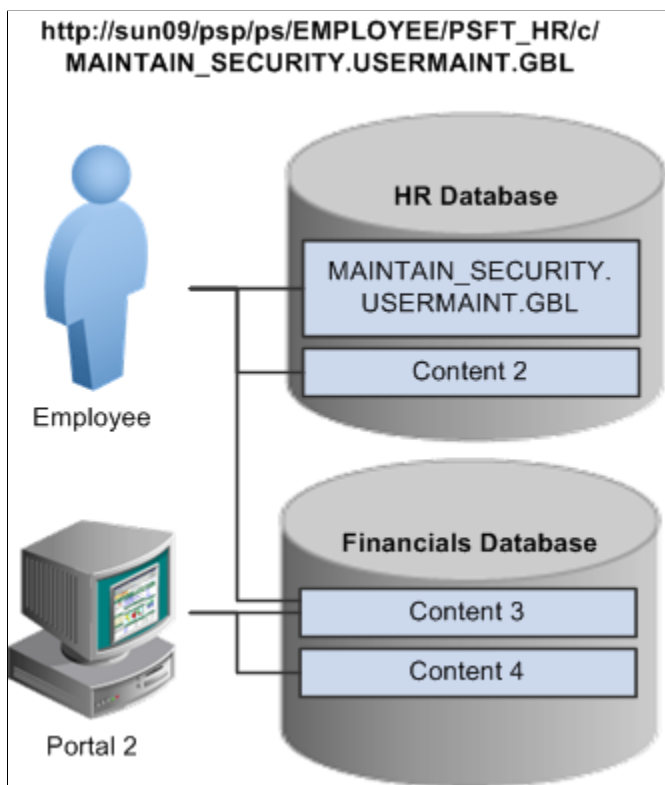 http://sun09/psp/ps/EMPLOYEE/PSFT_HR/c/
MAINTAIN_SECURITY.USERMAINT.GBL
HR Database
MAINTAIN_SECURITY.
USERMAINT.GBL
Content 2
Employee
Financials Database
Content 3
Content 4
Portal 2